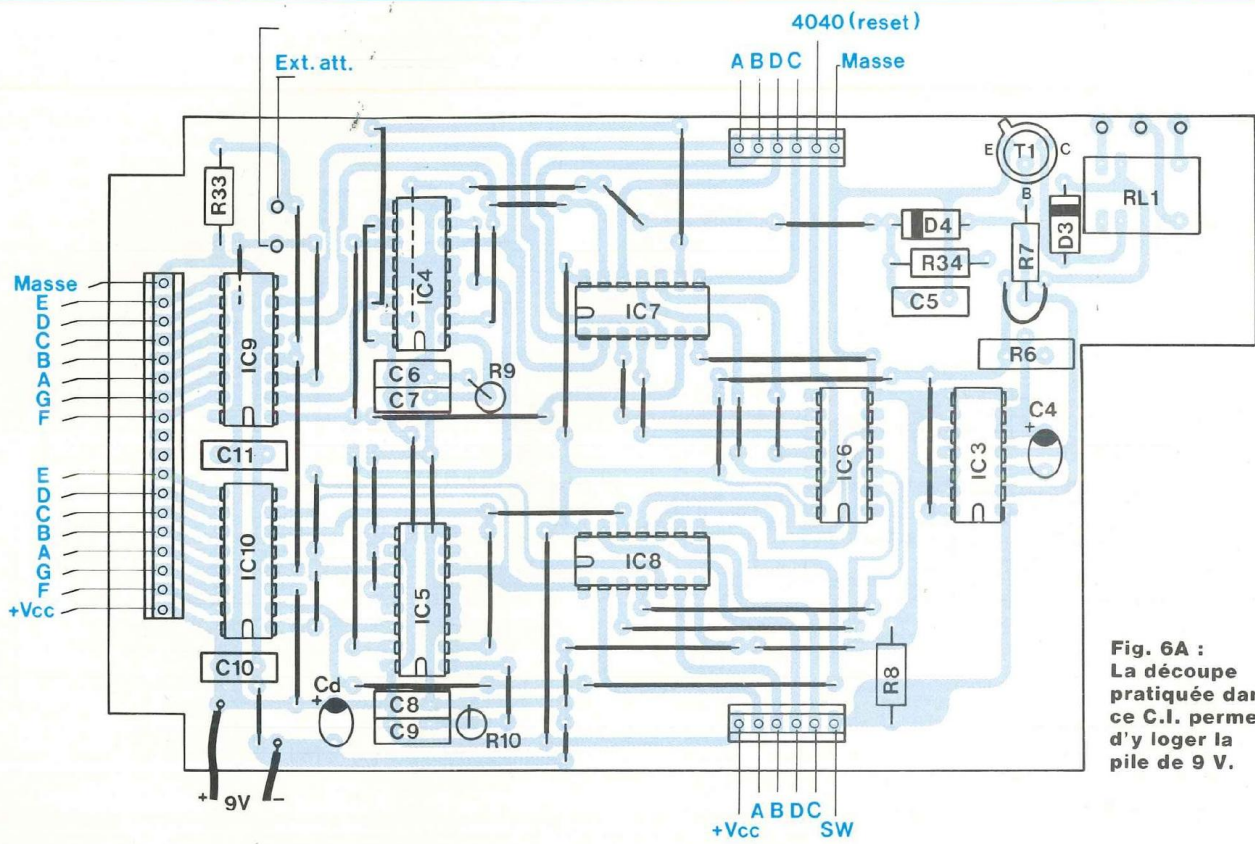 4040 (reset)
Ext. att.
A B D C Masse
R33
E T1 C
B
RL1
D4
D3
R7
R34
C5
IC4
IC7
Masse
E
D
C
B
A
G
F
IC9
R6
C6
C7
R9
C4
+
IC6
IC3
C11
E
D
C
B
A
G
F
+Vcc
IC10
IC5
IC8
C10
Cd
+
C8
C9
R10
R8
Fig. 6A :
La découpe
pratiquée dan
ce C.I. perme
d'y loger la
pile de 9 V.
+ 9V −
A B D C
+Vcc SW